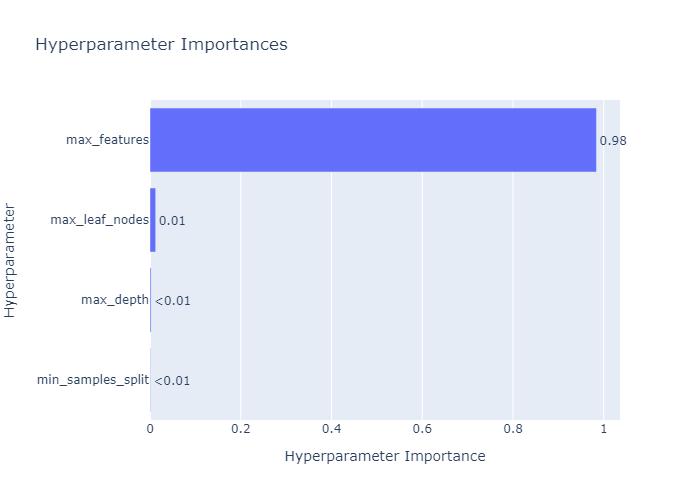 Hyperparameter Importances
Hyperparameter
max_features
0.98
max_leaf_nodes
0.01
max_depth
<0.01
min_samples_split
<0.01
0 0.2 0.4 0.6 0.8 1
Hyperparameter Importance